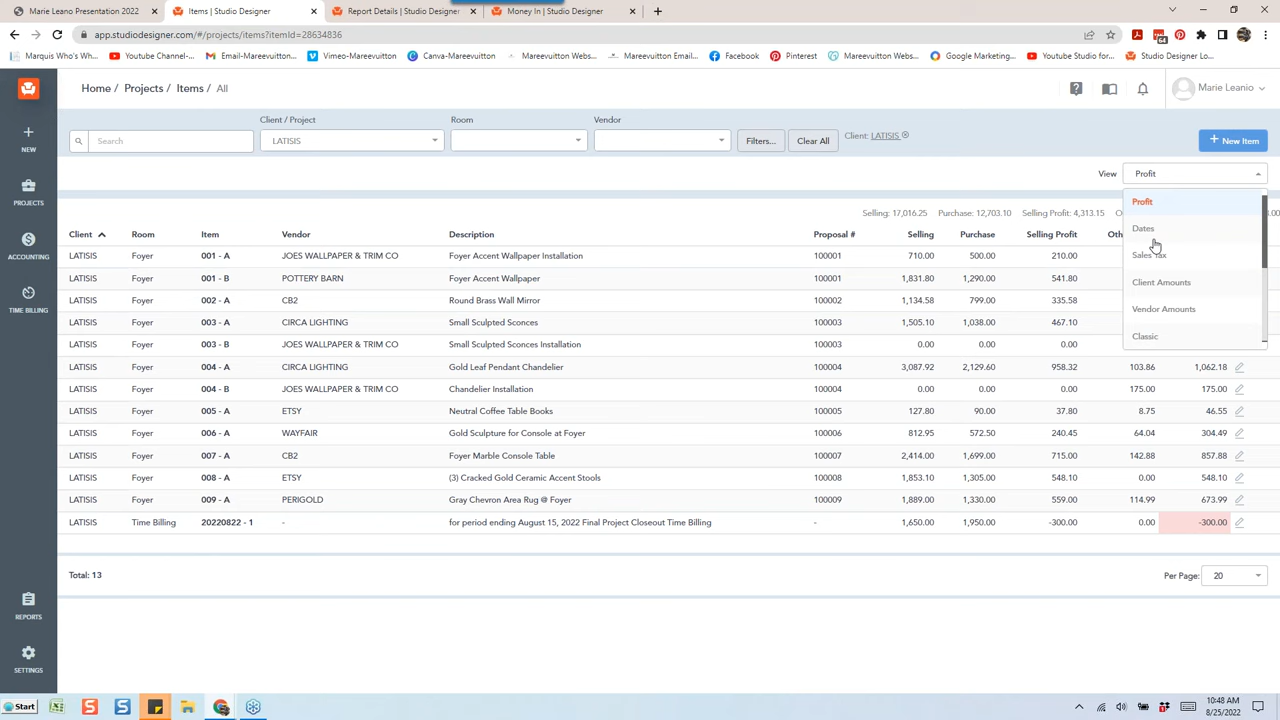 Marie Leanio Presentation 2022
Items | Studio Designer
Report Details | Studio Designer
Money In | Studio Designer
app.studiodesigner.com/#/projects/items?itemId=28634836
64
Marquis Who's Who...
Youtube Channel-...
Email-Mareevuitton...
Vimeo-Mareevuitton
Canva-Mareevuitton
Mareevuitton Webs...
Mareevuitton Email...
Facebook
Pinterest
Mareevuitton Webs...
Google Marketing...
Youtube Studio for...
Studio Designer Lo...
Home / Projects / Items / All
Marie Leanio
NEW
PROJECTS
ACCOUNTING
TIME BILLING
REPORTS
SETTINGS
Client / Project
Room
Vendor
Search
LATISIS
Filters...
Clear All
Client: LATISIS
+ New Item
View
Profit
Profit
Dates
Sales Tax
Client Amounts
Vendor Amounts
Classic
Selling: 17,016.25 Purchase: 12,703.10 Selling Profit: 4,313.15
Client Room Item Vendor Description Proposal # Selling Purchase Selling Profit
LATISIS Foyer 001 - A JOES WALLPAPER & TRIM CO Foyer Accent Wallpaper Installation 100001 710.00 500.00 210.00
LATISIS Foyer 001 - B POTTERY BARN Foyer Accent Wallpaper 100001 1,831.80 1,290.00 541.80
LATISIS Foyer 002 - A CB2 Round Brass Wall Mirror 100002 1,134.58 799.00 335.58
LATISIS Foyer 003 - A CIRCA LIGHTING Small Sculpted Sconces 100003 1,505.10 1,038.00 467.10
LATISIS Foyer 003 - B JOES WALLPAPER & TRIM CO Small Sculpted Sconces Installation 100003 0.00 0.00 0.00
LATISIS Foyer 004 - A CIRCA LIGHTING Gold Leaf Pendant Chandelier 100004 3,087.92 2,129.60 958.32 103.86 1,062.18
LATISIS Foyer 004 - B JOES WALLPAPER & TRIM CO Chandelier Installation 100004 0.00 0.00 0.00 175.00 175.00
LATISIS Foyer 005 - A ETSY Neutral Coffee Table Books 100005 127.80 90.00 37.80 8.75 46.55
LATISIS Foyer 006 - A WAYFAIR Gold Sculpture for Console at Foyer 100006 812.95 572.50 240.45 64.04 304.49
LATISIS Foyer 007 - A CB2 Foyer Marble Console Table 100007 2,414.00 1,699.00 715.00 142.88 857.88
LATISIS Foyer 008 - A ETSY (3) Cracked Gold Ceramic Accent Stools 100008 1,853.10 1,305.00 548.10 0.00 548.10
LATISIS Foyer 009 - A PERIGOLD Gray Chevron Area Rug @ Foyer 100009 1,889.00 1,330.00 559.00 114.99 673.99
LATISIS Time Billing 20220822 - 1 - for period ending August 15, 2022 Final Project Closeout Time Billing - 1,650.00 1,950.00 -300.00 0.00 -300.00
Total: 13
Per Page: 20
Start
10:48 AM
8/25/2022